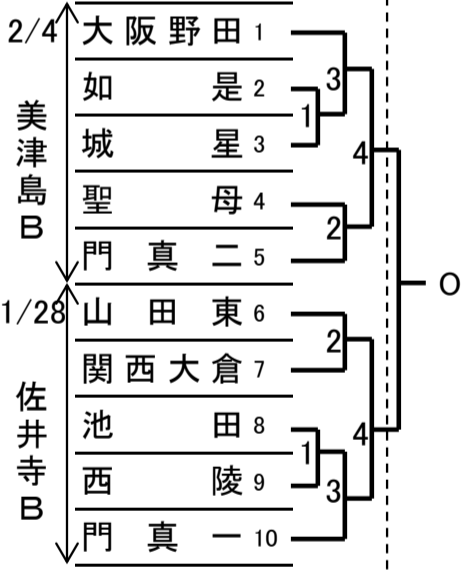 2/4
美津島B
大阪野田 1
如是 2
城星 3
聖母 4
門真二 5
1/28
佐井寺B
山田東 6
関西大倉 7
池田 8
西陵 9
門真一 10
3
1
4
2
2
4
1
3
O